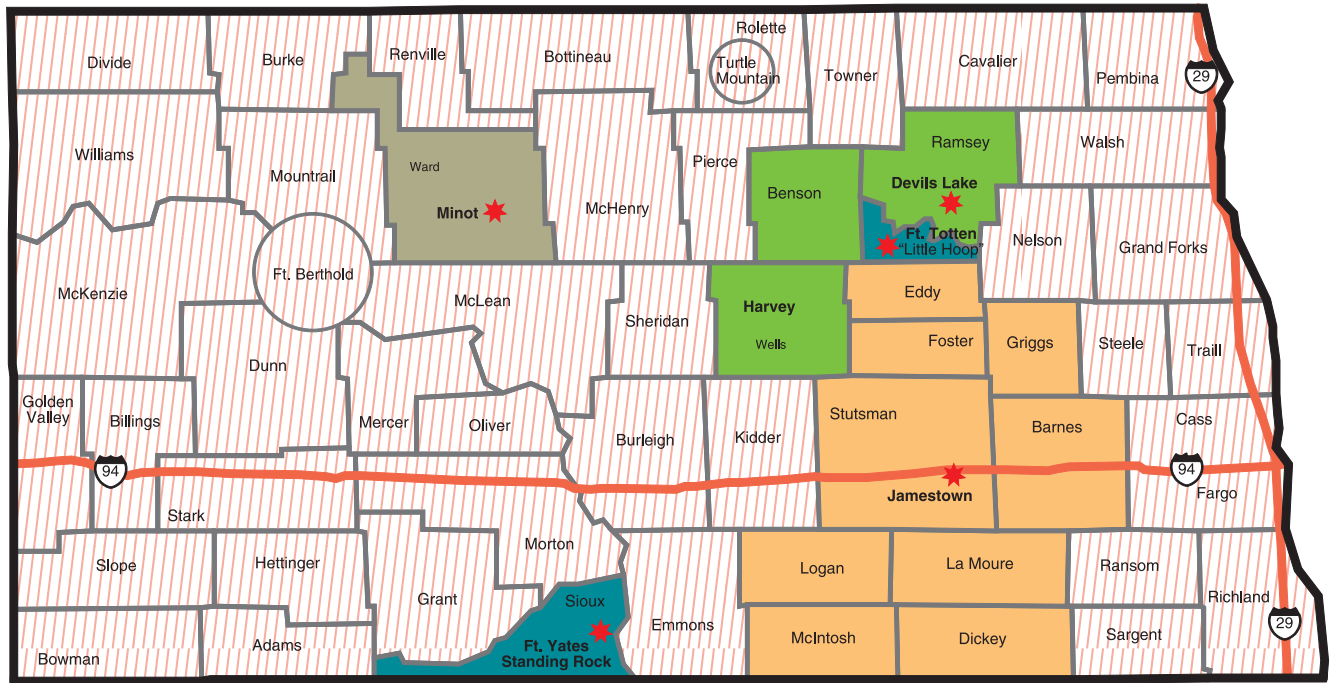 Divide
Burke
Renville
Bottineau
Rolette
Turtle
Mountain
Towner
Cavalier
Pembina
29
Williams
Mountrail
Ward
Minot
McHenry
Pierce
Benson
Ramsey
Devils Lake
Walsh
Ft. Totten
"Little Hoop"
Nelson
Grand Forks
McKenzie
Ft. Berthold
McLean
Sheridan
Harvey
Wells
Eddy
Foster
Griggs
Steele
Traill
Dunn
Golden
Valley
Billings
Mercer
Oliver
Burleigh
Kidder
Stutsman
Barnes
Cass
94
94
Fargo
Jamestown
Stark
Slope
Hettinger
Morton
Grant
Logan
La Moure
Ransom
Richland
Sioux
Emmons
29
Bowman
Adams
Ft. Yates
Standing Rock
McIntosh
Dickey
Sargent